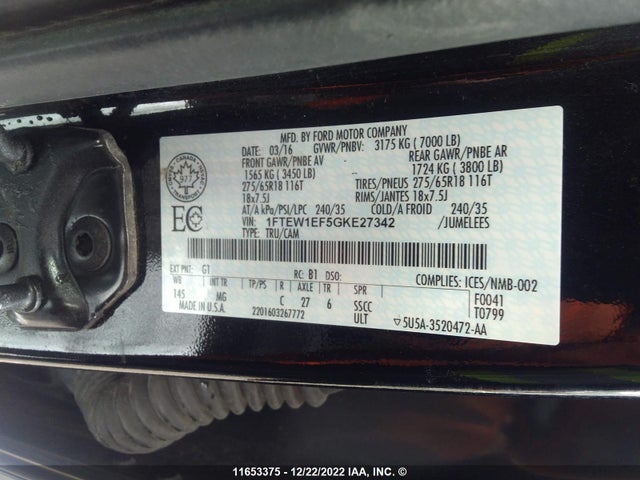 MFD. BY FORD MOTOR COMPANY
DATE: 03/16 GVWR/PNBV: 3175 KG ( 7000 LB)
FRONT GAWR/PNBE AV REAR GAWR/PNBE AR
1565 KG ( 3450 LB) 1724 KG ( 3800 LB)
275/65R18 116T TIRES/PNEUS 275/65R18 116T
18x7.5J RIMS/JANTES 18x7.5J
AT/A kPa/PSI/LPC 240/35 COLD/A FROID 240/35
VIN: 1FTEW1EF5GKE27342 /JUMELEES
TYPE: TRU/CAM
CANADA
377
TRANSPORT
EC
EXT PNT: G1 RC: B1 DSO: COMPLIES: ICES/NMB-002
WB INT TR TP/PS R AXLE TR SPR F0041
145 MG C 27 6 SSCC T0799
MADE IN U.S.A. 2201603267772 ULT ▽5U5A-3520472-AA
11653375 - 12/22/2022 IAA, INC. ©